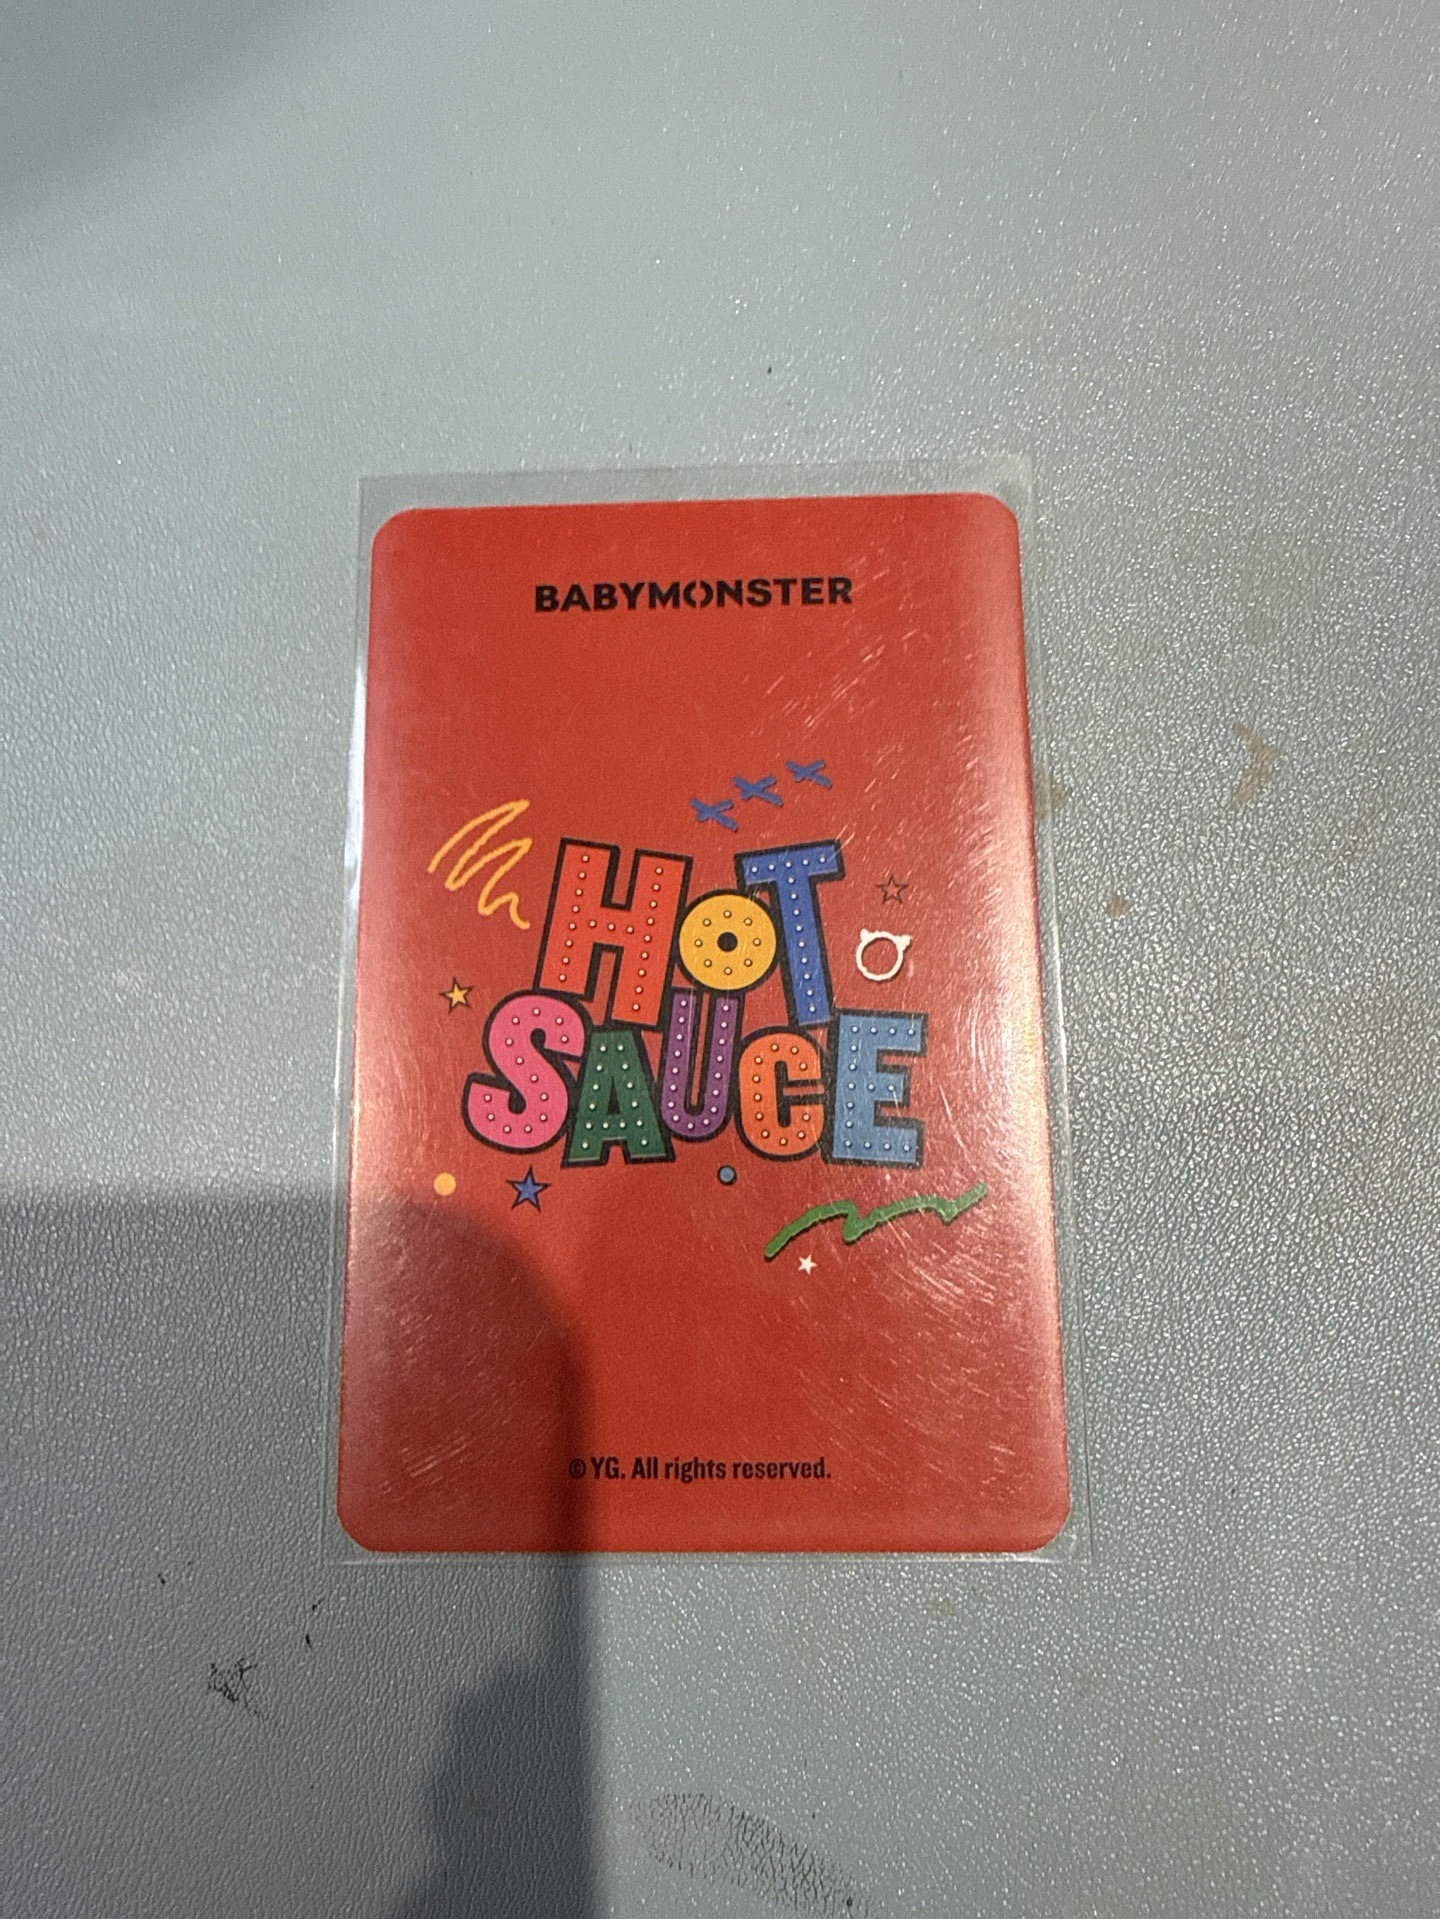 BABYMONSTER
HOT
SAUCE
© YG. All rights reserved.